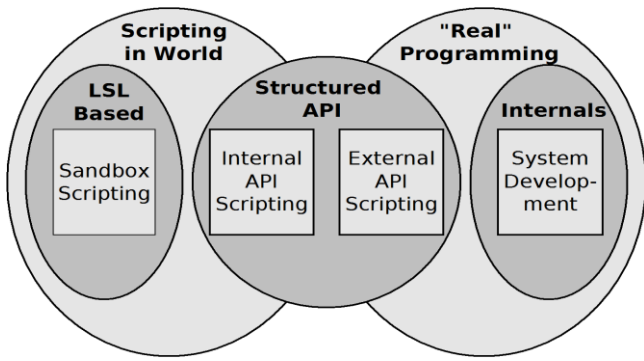 Scripting
in World
"Real"
Programming
LSL
Based
Structured
API
Internals
Sandbox
Scripting
Internal
API
Scripting
External
API
Scripting
System
Develop-
ment